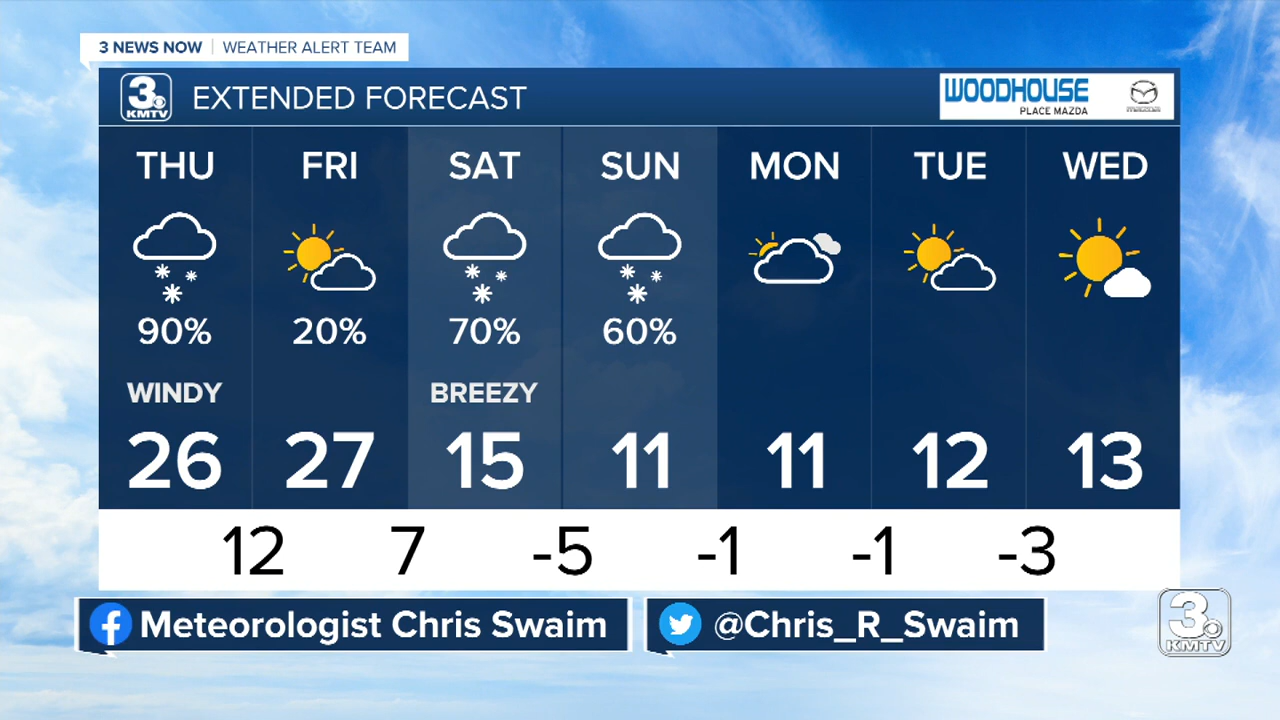 3 NEWS NOW | WEATHER ALERT TEAM
3 KMTV EXTENDED FORECAST
WOODHOUSE
PLACE MAZDA
mazda
THU FRI SAT SUN MON TUE WED
90% 20% 70% 60%
WINDY BREEZY
26 27 15 11 11 12 13
12 7 -5 -1 -1 -3
Meteorologist Chris Swaim @Chris_R_Swaim
3 KMTV